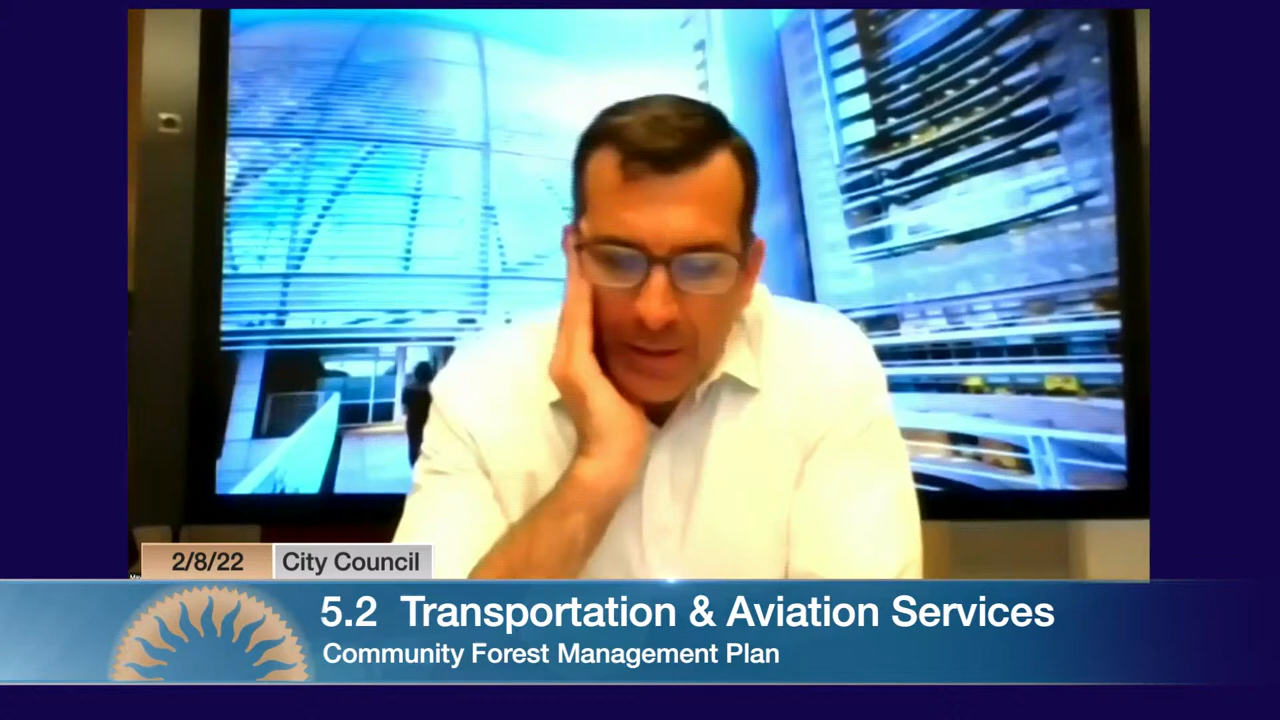 2/8/22 City Council
5.2 Transportation & Aviation Services
Community Forest Management Plan